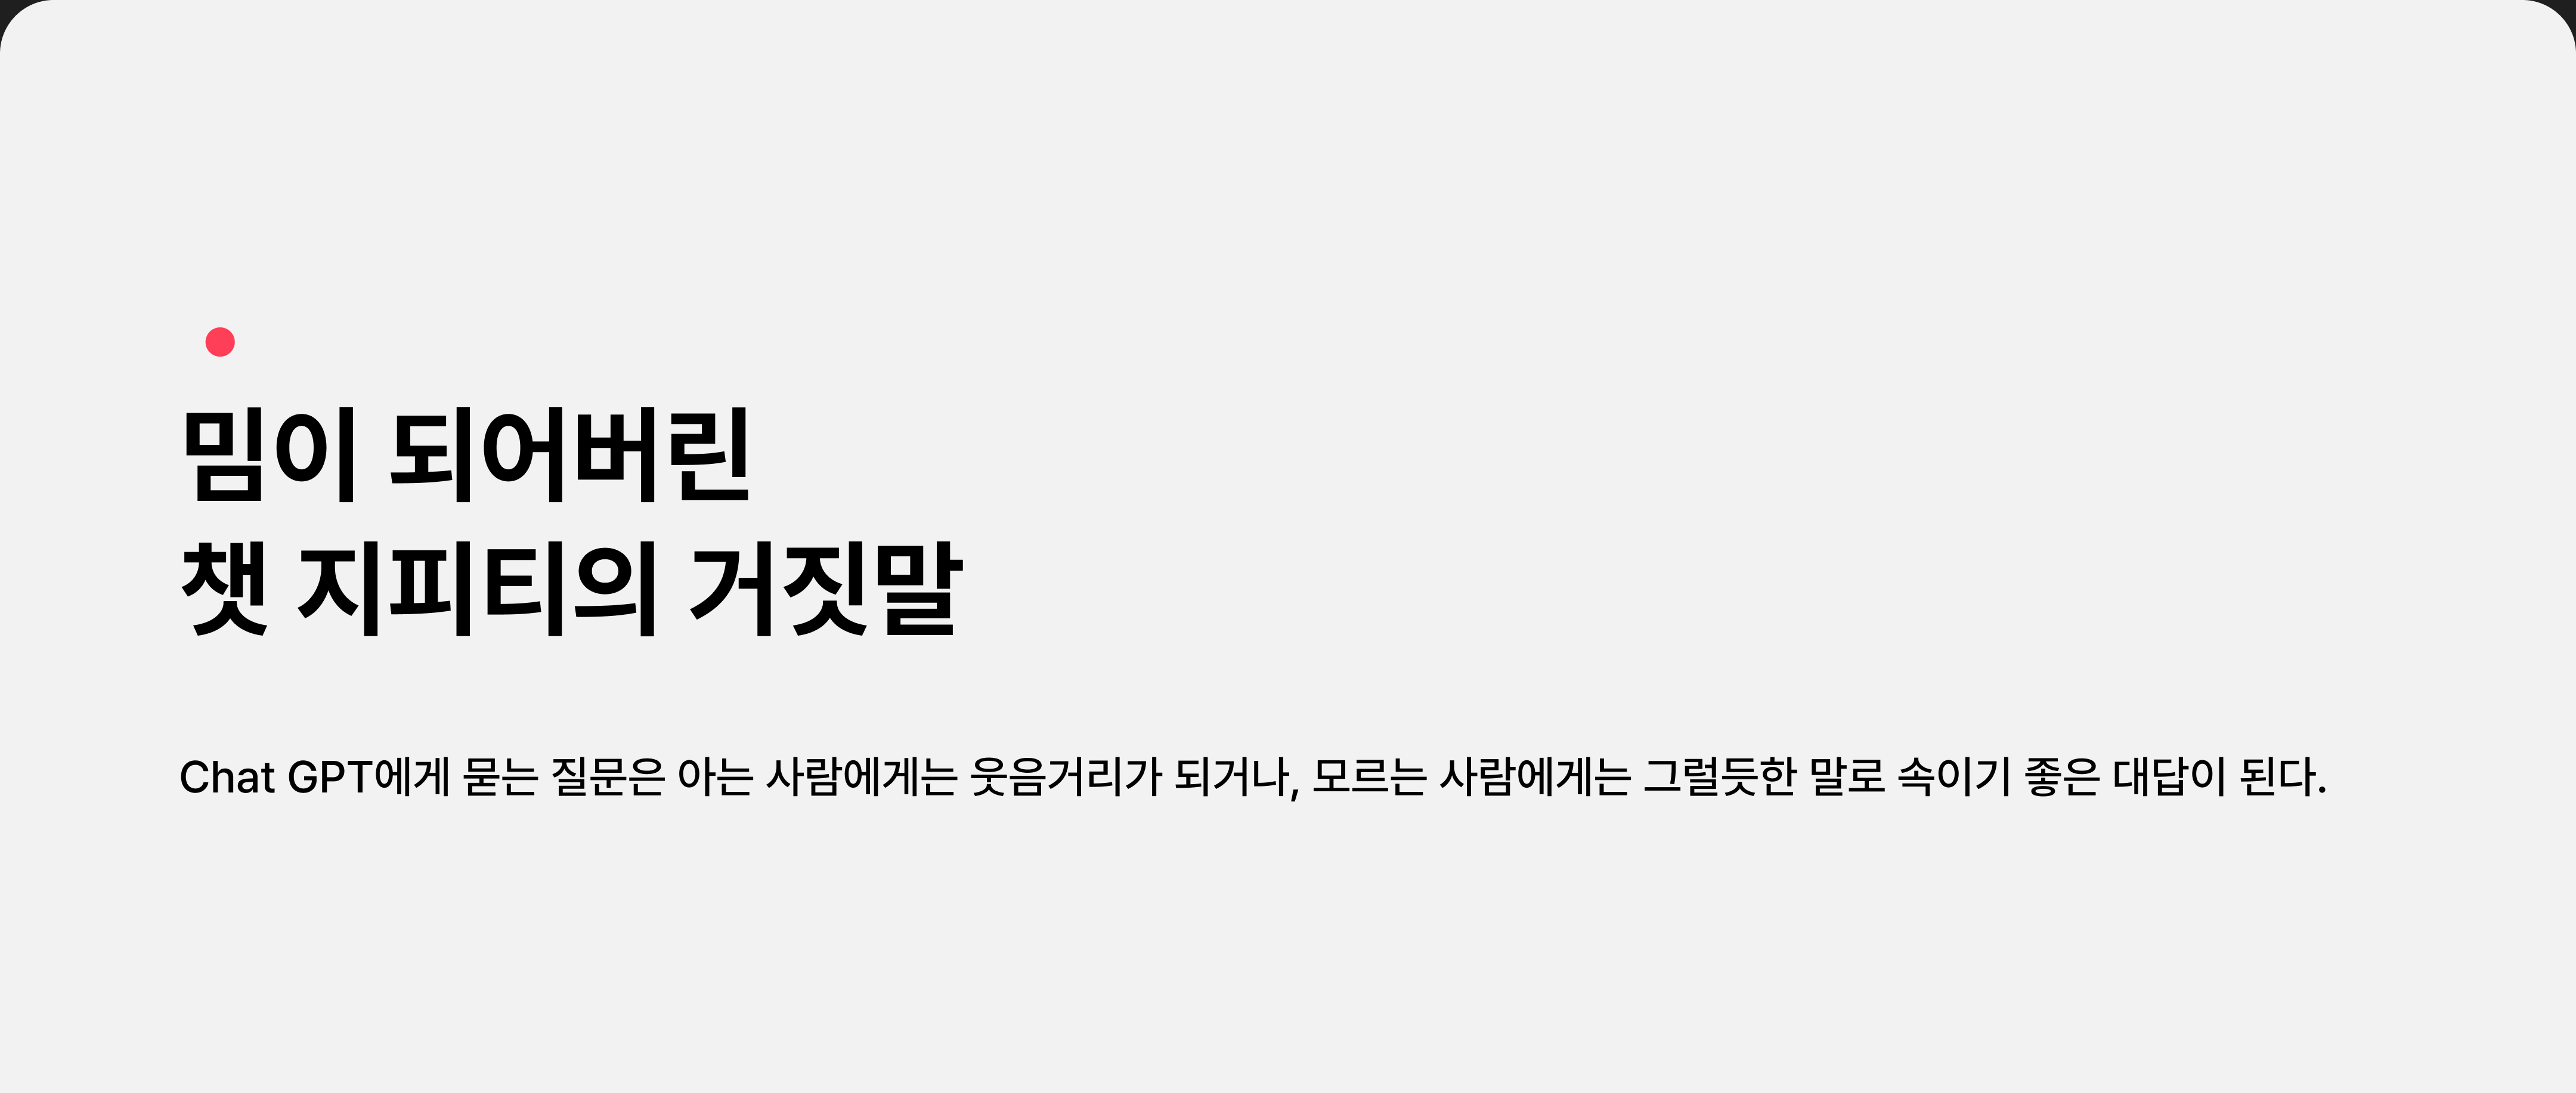 밈이 되어버린
챗 지피티의 거짓말
Chat GPT에게 묻는 질문은 아는 사람에게는 웃음거리가 되거나, 모르는 사람에게는 그럴듯한 말로 속이기 좋은 대답이 된다.